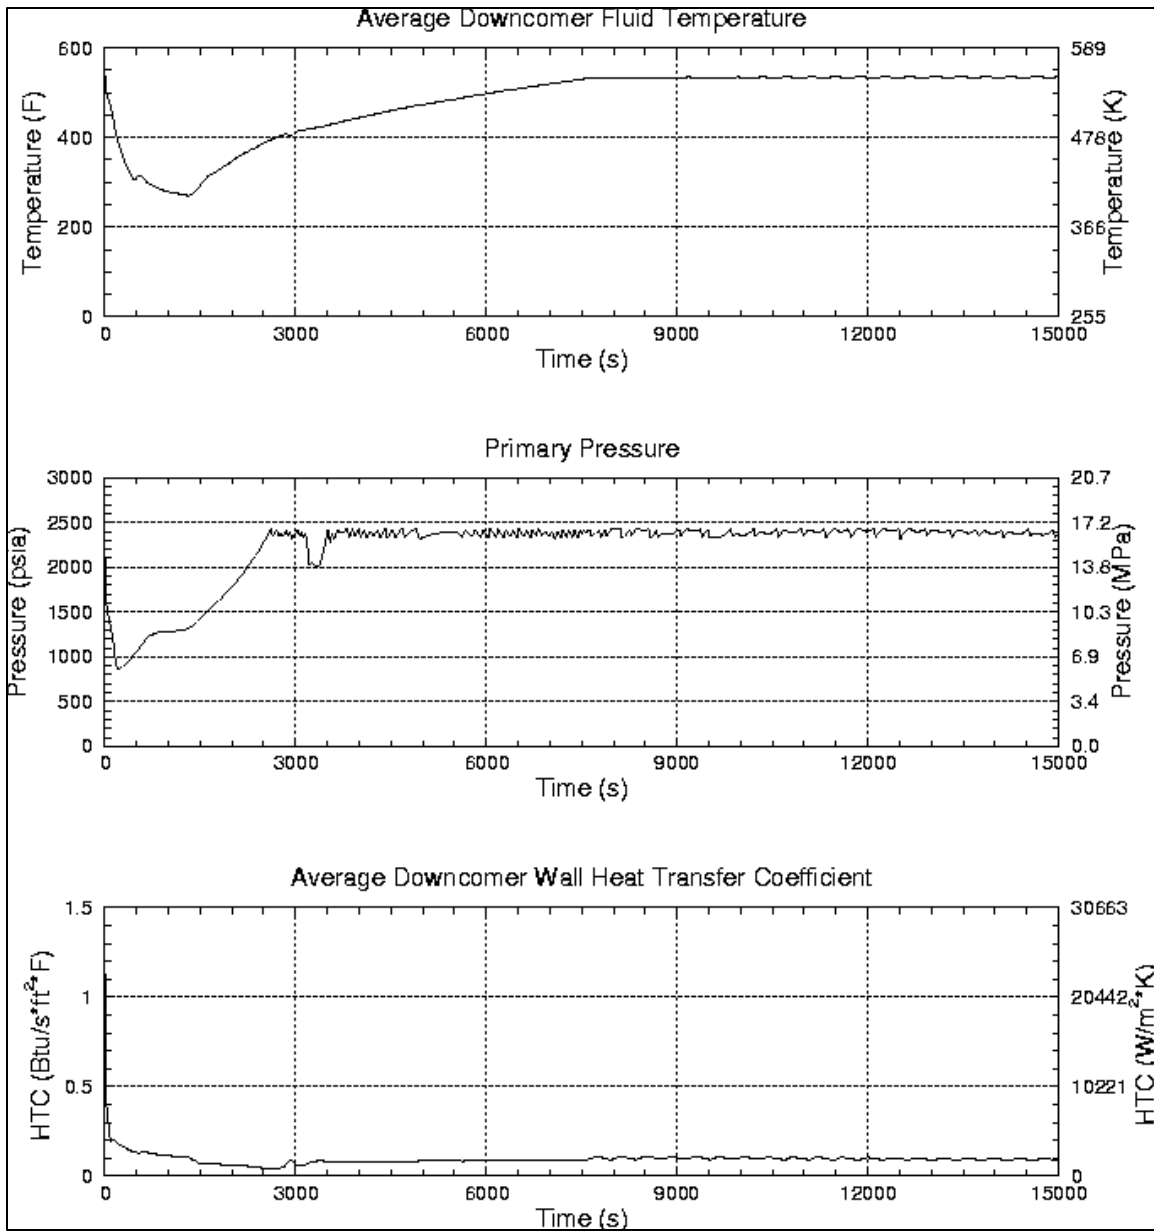 Average Downcomer Fluid Temperature
600
400
200
0
589
478
366
255
Temperature (F)
Temperature (K)
0 3000 6000 9000 12000 15000
Time (s)
Primary Pressure
3000
2500
2000
1500
1000
500
0
20.7
17.2
13.8
10.3
6.9
3.4
0.0
Pressure (psia)
Pressure (MPa)
0 3000 6000 9000 12000 15000
Time (s)
Average Downcomer Wall Heat Transfer Coefficient
1.5
1
0.5
0
30663
20442
10221
0
HTC (Btu/s*ft²*F)
HTC (W/m²*K)
0 3000 6000 9000 12000 15000
Time (s)